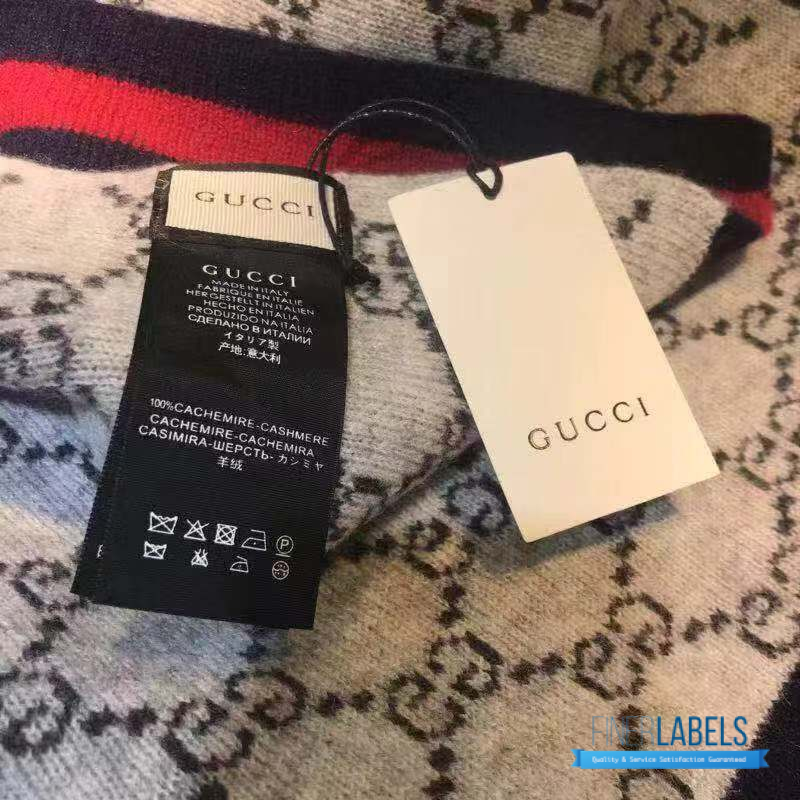 GUCCI
GUCCI
MADE IN ITALY
FABRIQUE EN ITALIE
HERGESTELLT IN ITALIEN
HECHO EN ITALIA
PRODUZIDO NA ITALIA
СДЕЛАНО В ИТАЛИИ
イタリア製
产地:意大利
100%CACHEMIRE-CASHMERE
CACHEMIRE-CACHEMIRA
CASIMIRA-ШЕРСТЬ-カシミヤ
羊绒
P
GUCCI
LABELS
Quality & Service Satisfaction Guaranteed